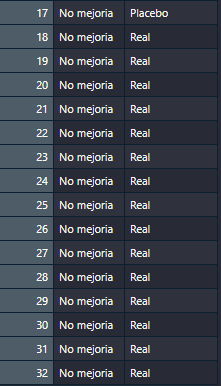 17 No mejoria Placebo
18 No mejoria Real
19 No mejoria Real
20 No mejoria Real
21 No mejoria Real
22 No mejoria Real
23 No mejoria Real
24 No mejoria Real
25 No mejoria Real
26 No mejoria Real
27 No mejoria Real
28 No mejoria Real
29 No mejoria Real
30 No mejoria Real
31 No mejoria Real
32 No mejoria Real